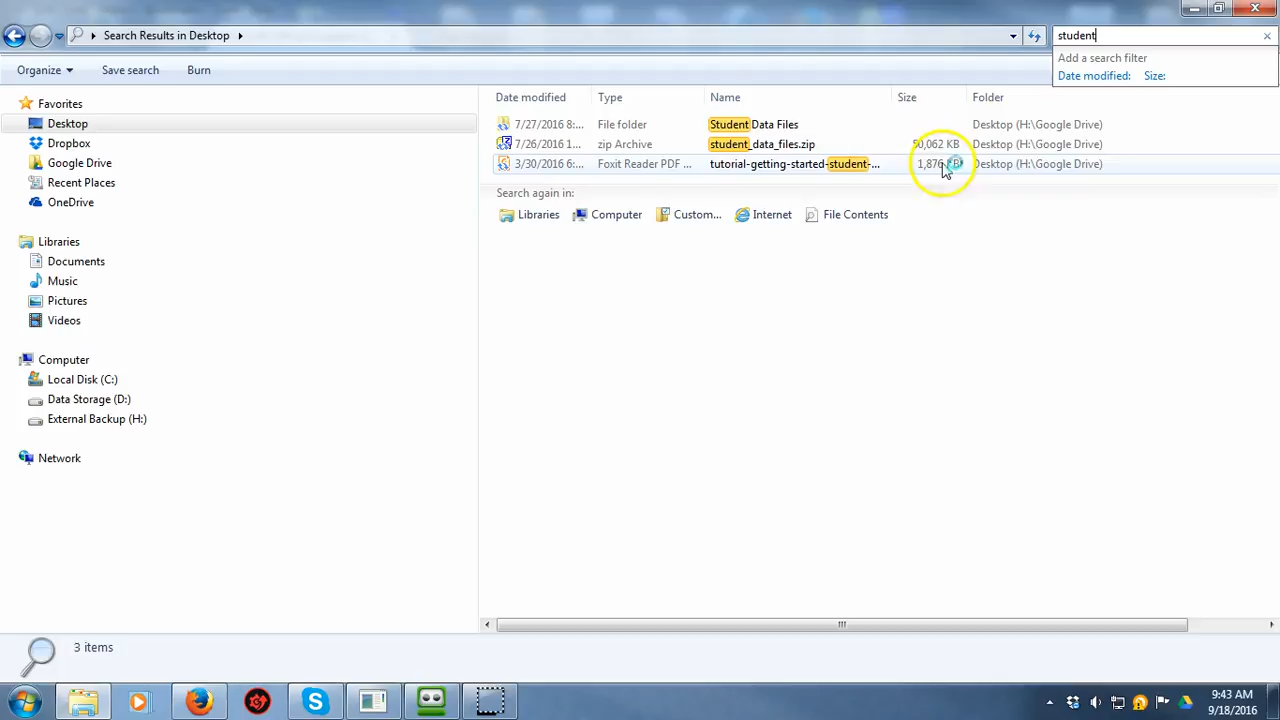 Search Results in Desktop
student
Organize
Save search
Burn
Add a search filter
Date modified: Size:
Date modified Type Name Size Folder
7/27/2016 8:... File folder Student Data Files Desktop (H:\Google Drive)
7/26/2016 1... zip Archive student_data_files.zip 50,062 KB Desktop (H:\Google Drive)
3/30/2016 6:... Foxit Reader PDF ... tutorial-getting-started-student-... 1,876 Desktop (H:\Google Drive)
Search again in:
Libraries Computer Custom... Internet File Contents
Favorites
Desktop
Dropbox
Google Drive
Recent Places
OneDrive
Libraries
Documents
Music
Pictures
Videos
Computer
Local Disk (C:)
Data Storage (D:)
External Backup (H:)
Network
3 items
9:43 AM
9/18/2016